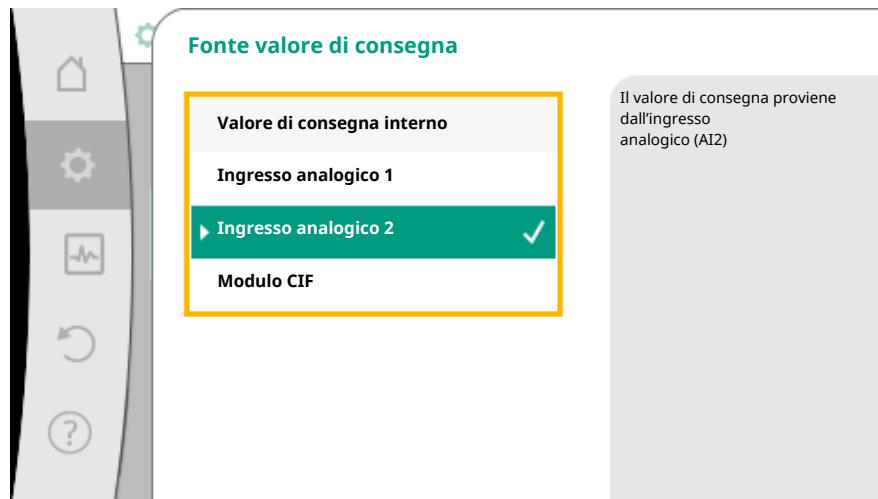 Fonte valore di consegna
Valore di consegna interno
Ingresso analogico 1
Ingresso analogico 2
Modulo CIF
Il valore di consegna proviene
dall'ingresso
analogico (AI2)